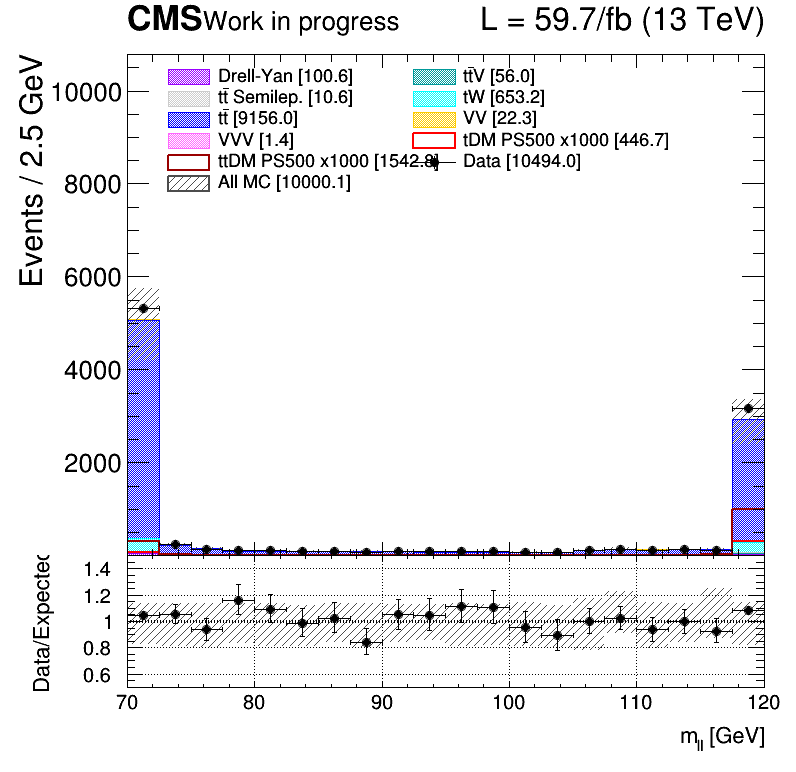 CMS Work in progress L = 59.7/fb (13 TeV)
Events / 2.5 GeV
10000
8000
6000
4000
2000
Drell-Yan [100.6] tt̄V [56.0]
tt̄ Semilep. [10.6] tW [653.2]
tt̄ [9156.0] VV [22.3]
VVV [1.4] tDM PS500 x1000 [446.7]
ttDM PS500 x1000 [1542.8] Data [10494.0]
All MC [10000.1]
Data/Expected
1.4
1.2
1
0.8
0.6
70 80 90 100 110 120
m_ll [GeV]